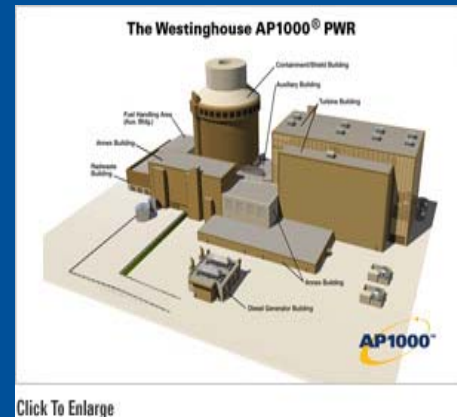 The Westinghouse AP1000® PWR
Containment/Shield Building
Auxiliary Building
Turbine Building
Fuel Handling Area
(Aux. Bldg.)
Annex Building
Radwaste
Building
Annex Building
Diesel Generator Building
AP1000™
Click To Enlarge